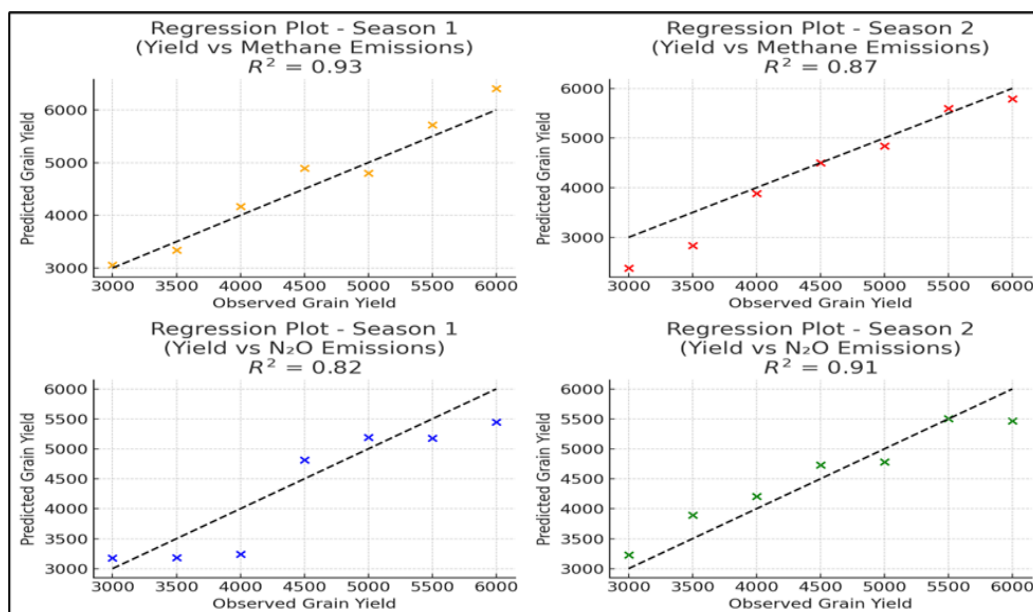 Regression Plot - Season 1
(Yield vs Methane Emissions)
R² = 0.93
Predicted Grain Yield
6000
5000
4000
3000
3000 3500 4000 4500 5000 5500 6000
Observed Grain Yield
Regression Plot - Season 2
(Yield vs Methane Emissions)
R² = 0.87
Predicted Grain Yield
6000
5000
4000
3000
3000 3500 4000 4500 5000 5500 6000
Observed Grain Yield
Regression Plot - Season 1
(Yield vs N₂O Emissions)
R² = 0.82
Predicted Grain Yield
6000
5500
5000
4500
4000
3500
3000
3000 3500 4000 4500 5000 5500 6000
Observed Grain Yield
Regression Plot - Season 2
(Yield vs N₂O Emissions)
R² = 0.91
Predicted Grain Yield
6000
5500
5000
4500
4000
3500
3000
3000 3500 4000 4500 5000 5500 6000
Observed Grain Yield